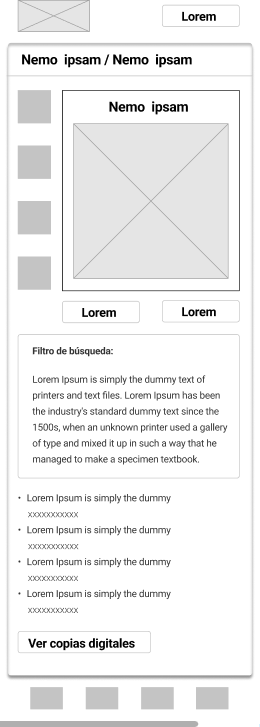 Lorem
Nemo ipsam / Nemo ipsam
Nemo ipsam
Lorem
Lorem
Filtro de búsqueda:
Lorem Ipsum is simply the dummy text of
printers and text files. Lorem Ipsum has been
the industry's standard dummy text since the
1500s, when an unknown printer used a gallery
of type and mixed it up in such a way that he
managed to make a specimen textbook.
• Lorem Ipsum is simply the dummy
xxxxxxxxxxx
• Lorem Ipsum is simply the dummy
xxxxxxxxxxx
• Lorem Ipsum is simply the dummy
xxxxxxxxxxx
• Lorem Ipsum is simply the dummy
xxxxxxxxxxx
Ver copias digitales